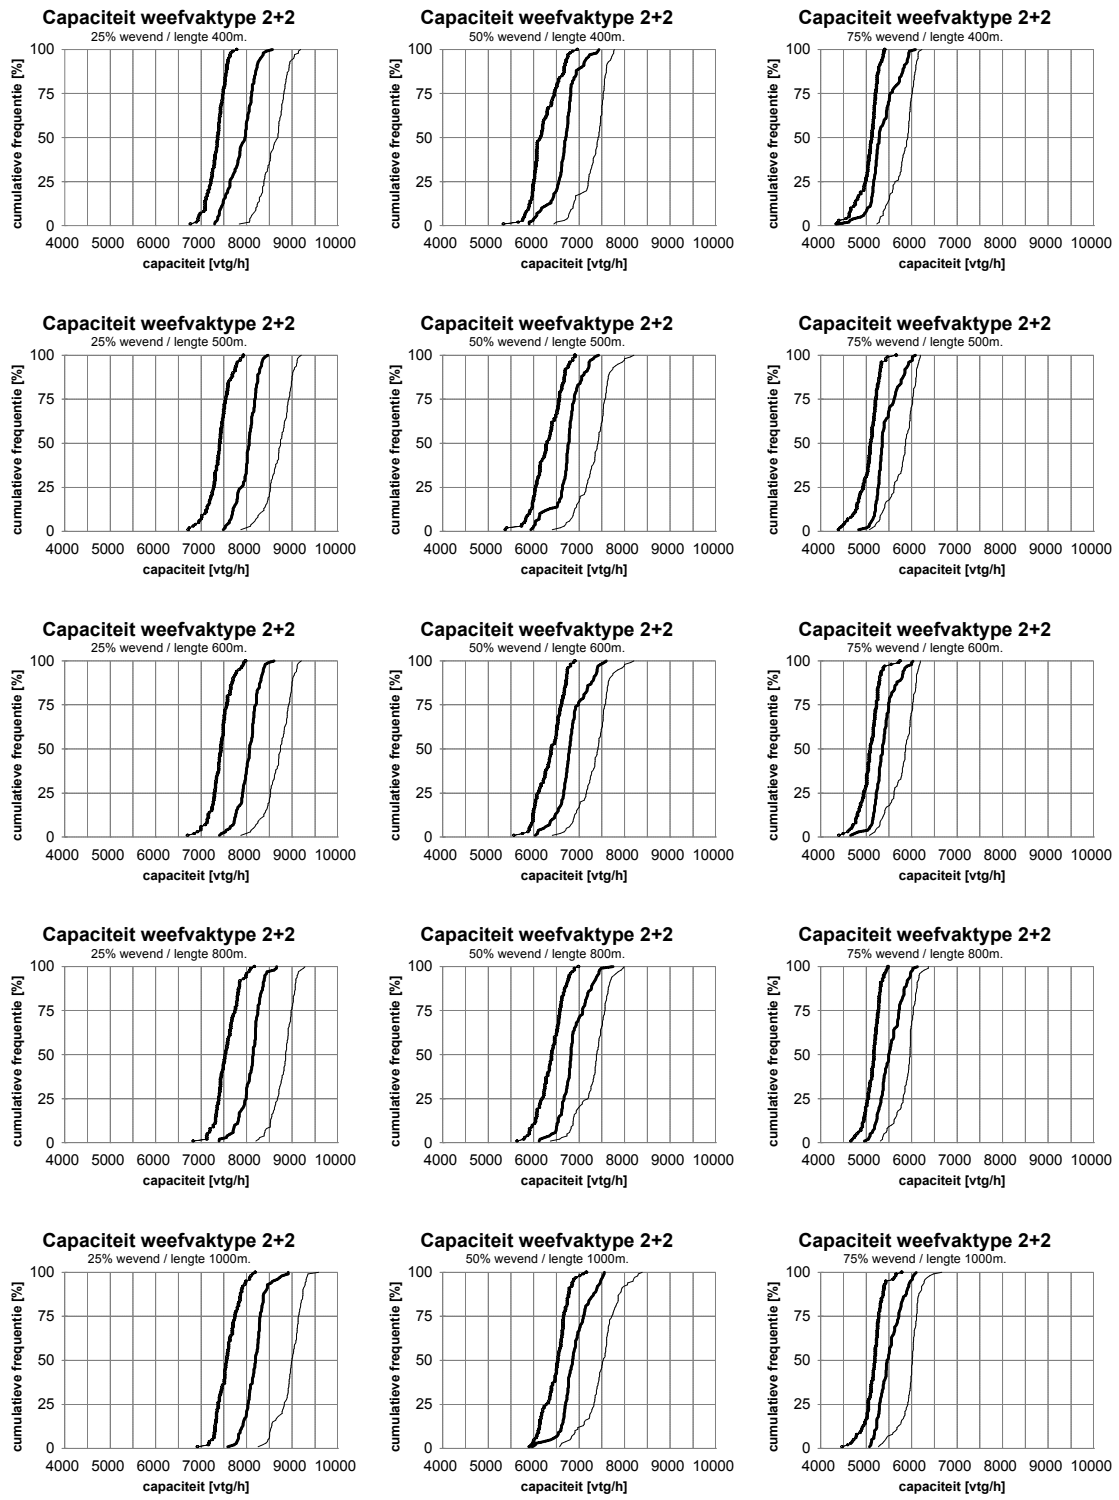 Capaciteit weefvaktype 2+2
25% wevend / lengte 400m.
cumulatieve frequentie [%]
100
75
50
25
0
4000 5000 6000 7000 8000 9000 10000
capaciteit [vtg/h]
Capaciteit weefvaktype 2+2
50% wevend / lengte 400m.
cumulatieve frequentie [%]
100
75
50
25
0
4000 5000 6000 7000 8000 9000 10000
capaciteit [vtg/h]
Capaciteit weefvaktype 2+2
75% wevend / lengte 400m.
cumulatieve frequentie [%]
100
75
50
25
0
4000 5000 6000 7000 8000 9000 10000
capaciteit [vtg/h]
Capaciteit weefvaktype 2+2
25% wevend / lengte 500m.
cumulatieve frequentie [%]
100
75
50
25
0
4000 5000 6000 7000 8000 9000 10000
capaciteit [vtg/h]
Capaciteit weefvaktype 2+2
50% wevend / lengte 500m.
cumulatieve frequentie [%]
100
75
50
25
0
4000 5000 6000 7000 8000 9000 10000
capaciteit [vtg/h]
Capaciteit weefvaktype 2+2
75% wevend / lengte 500m.
cumulatieve frequentie [%]
100
75
50
25
0
4000 5000 6000 7000 8000 9000 10000
capaciteit [vtg/h]
Capaciteit weefvaktype 2+2
25% wevend / lengte 600m.
cumulatieve frequentie [%]
100
75
50
25
0
4000 5000 6000 7000 8000 9000 10000
capaciteit [vtg/h]
Capaciteit weefvaktype 2+2
50% wevend / lengte 600m.
cumulatieve frequentie [%]
100
75
50
25
0
4000 5000 6000 7000 8000 9000 10000
capaciteit [vtg/h]
Capaciteit weefvaktype 2+2
75% wevend / lengte 600m.
cumulatieve frequentie [%]
100
75
50
25
0
4000 5000 6000 7000 8000 9000 10000
capaciteit [vtg/h]
Capaciteit weefvaktype 2+2
25% wevend / lengte 800m.
cumulatieve frequentie [%]
100
75
50
25
0
4000 5000 6000 7000 8000 9000 10000
capaciteit [vtg/h]
Capaciteit weefvaktype 2+2
50% wevend / lengte 800m.
cumulatieve frequentie [%]
100
75
50
25
0
4000 5000 6000 7000 8000 9000 10000
capaciteit [vtg/h]
Capaciteit weefvaktype 2+2
75% wevend / lengte 800m.
cumulatieve frequentie [%]
100
75
50
25
0
4000 5000 6000 7000 8000 9000 10000
capaciteit [vtg/h]
Capaciteit weefvaktype 2+2
25% wevend / lengte 1000m.
cumulatieve frequentie [%]
100
75
50
25
0
4000 5000 6000 7000 8000 9000 10000
capaciteit [vtg/h]
Capaciteit weefvaktype 2+2
50% wevend / lengte 1000m.
cumulatieve frequentie [%]
100
75
50
25
0
4000 5000 6000 7000 8000 9000 10000
capaciteit [vtg/h]
Capaciteit weefvaktype 2+2
75% wevend / lengte 1000m.
cumulatieve frequentie [%]
100
75
50
25
0
4000 5000 6000 7000 8000 9000 10000
capaciteit [vtg/h]